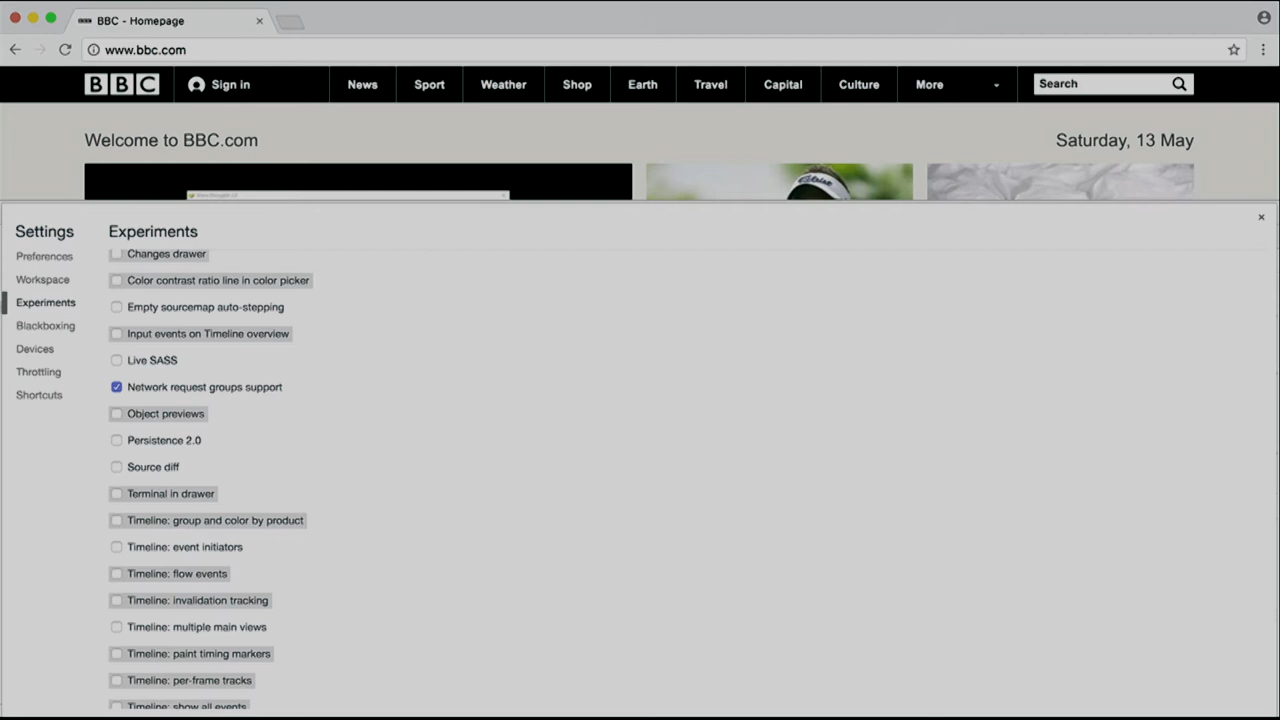 BBC - Homepage
www.bbc.com
BBC Sign in News Sport Weather Shop Earth Travel Capital Culture More Search
Welcome to BBC.com Saturday, 13 May
Titleist
Settings
Preferences
Workspace
Experiments
Blackboxing
Devices
Throttling
Shortcuts
Experiments
Changes drawer
Color contrast ratio line in color picker
Empty sourcemap auto-stepping
Input events on Timeline overview
Live SASS
Network request groups support
Object previews
Persistence 2.0
Source diff
Terminal in drawer
Timeline: group and color by product
Timeline: event initiators
Timeline: flow events
Timeline: invalidation tracking
Timeline: multiple main views
Timeline: paint timing markers
Timeline: per-frame tracks
Timeline: show all events